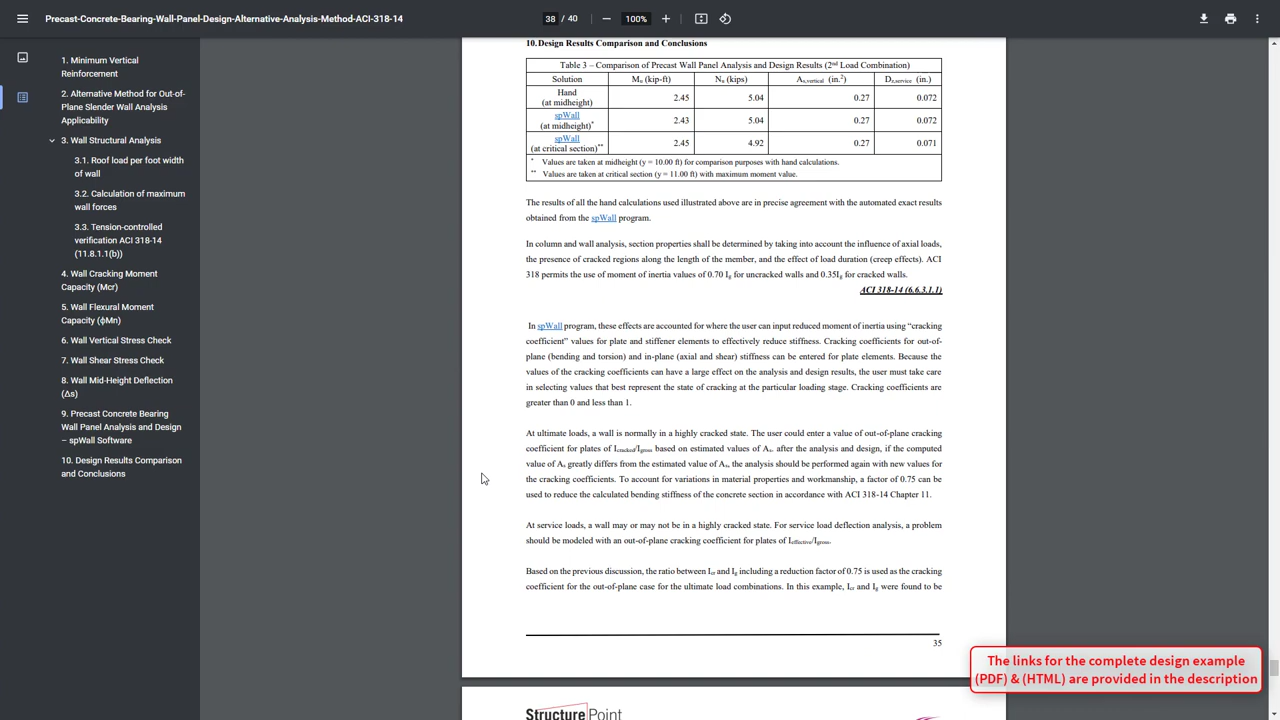 Precast-Concrete-Bearing-Wall-Panel-Design-Alternative-Analysis-Method-ACI-318-14
38 / 40
100%
1. Minimum Vertical
Reinforcement
2. Alternative Method for Out-of-
Plane Slender Wall Analysis
Applicability
3. Wall Structural Analysis
3.1. Roof load per foot width
of wall
3.2. Calculation of maximum
wall forces
3.3. Tension-controlled
verification ACI 318-14
(11.8.1.1(b))
4. Wall Cracking Moment
Capacity (Mcr)
5. Wall Flexural Moment
Capacity (ϕMn)
6. Wall Vertical Stress Check
7. Wall Shear Stress Check
8. Wall Mid-Height Deflection
(Δs)
9. Precast Concrete Bearing
Wall Panel Analysis and Design
– spWall Software
10. Design Results Comparison
and Conclusions
10. Design Results Comparison and Conclusions
Table 3 – Comparison of Precast Wall Panel Analysis and Design Results (2nd Load Combination)
Solution Mu (kip-ft) Nu (kips) As,vertical (in.2) Dz,service (in.)
Hand
(at midheight) 2.45 5.04 0.27 0.072
spWall
(at midheight)* 2.43 5.04 0.27 0.072
spWall
(at critical section)** 2.45 4.92 0.27 0.071
* Values are taken at midheight (y = 10.00 ft) for comparison purposes with hand calculations.
** Values are taken at critical section (y = 11.00 ft) with maximum moment value.
The results of all the hand calculations used illustrated above are in precise agreement with the automated exact results
obtained from the spWall program.
In column and wall analysis, section properties shall be determined by taking into account the influence of axial loads,
the presence of cracked regions along the length of the member, and the effect of load duration (creep effects). ACI
318 permits the use of moment of inertia values of 0.70 Ig for uncracked walls and 0.35Ig for cracked walls.
ACI 318-14 (6.6.3.1.1)
In spWall program, these effects are accounted for where the user can input reduced moment of inertia using “cracking
coefficient” values for plate and stiffener elements to effectively reduce stiffness. Cracking coefficients for out-of-
plane (bending and torsion) and in-plane (axial and shear) stiffness can be entered for plate elements. Because the
values of the cracking coefficients can have a large effect on the analysis and design results, the user must take care
in selecting values that best represent the state of cracking at the particular loading stage. Cracking coefficients are
greater than 0 and less than 1.
At ultimate loads, a wall is normally in a highly cracked state. The user could enter a value of out-of-plane cracking
coefficient for plates of Icracked/Igross based on estimated values of As. after the analysis and design, if the computed
value of As greatly differs from the estimated value of As, the analysis should be performed again with new values for
the cracking coefficients. To account for variations in material properties and workmanship, a factor of 0.75 can be
used to reduce the calculated bending stiffness of the concrete section in accordance with ACI 318-14 Chapter 11.
At service loads, a wall may or may not be in a highly cracked state. For service load deflection analysis, a problem
should be modeled with an out-of-plane cracking coefficient for plates of Ieffective/Igross.
Based on the previous discussion, the ratio between Icr and Ig including a reduction factor of 0.75 is used as the cracking
coefficient for the out-of-plane case for the ultimate load combinations. In this example, Icr and Ig were found to be
35
The links for the complete design example
(PDF) & (HTML) are provided in the description
StructurePoint